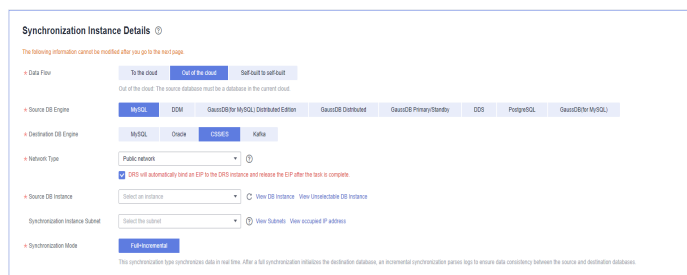 Synchronization Instance Details
The following information cannot be modified after you go to the next page.
* Data Flow To the cloud Out of the cloud Self-built to self-built
Out of the cloud: The source database must be a database in the current cloud.
* Source DB Engine MySQL DDM GaussDB(for MySQL) Distributed Edition GaussDB Distributed GaussDB Primary/Standby DDS PostgreSQL GaussDB(for MySQL)
* Destination DB Engine MySQL Oracle CSS/ES Kafka
* Network Type Public network
DRS will automatically bind an EIP to the DRS instance and release the EIP after the task is complete.
* Source DB Instance Select an instance View DB Instance View Unselectable DB Instance
Synchronization Instance Subnet Select the subnet View Subnets View occupied IP address
* Synchronization Mode Full+Incremental
This synchronization type synchronizes data in real time. After a full synchronization initializes the destination database, an incremental synchronization parses logs to ensure data consistency between the source and destination databases.